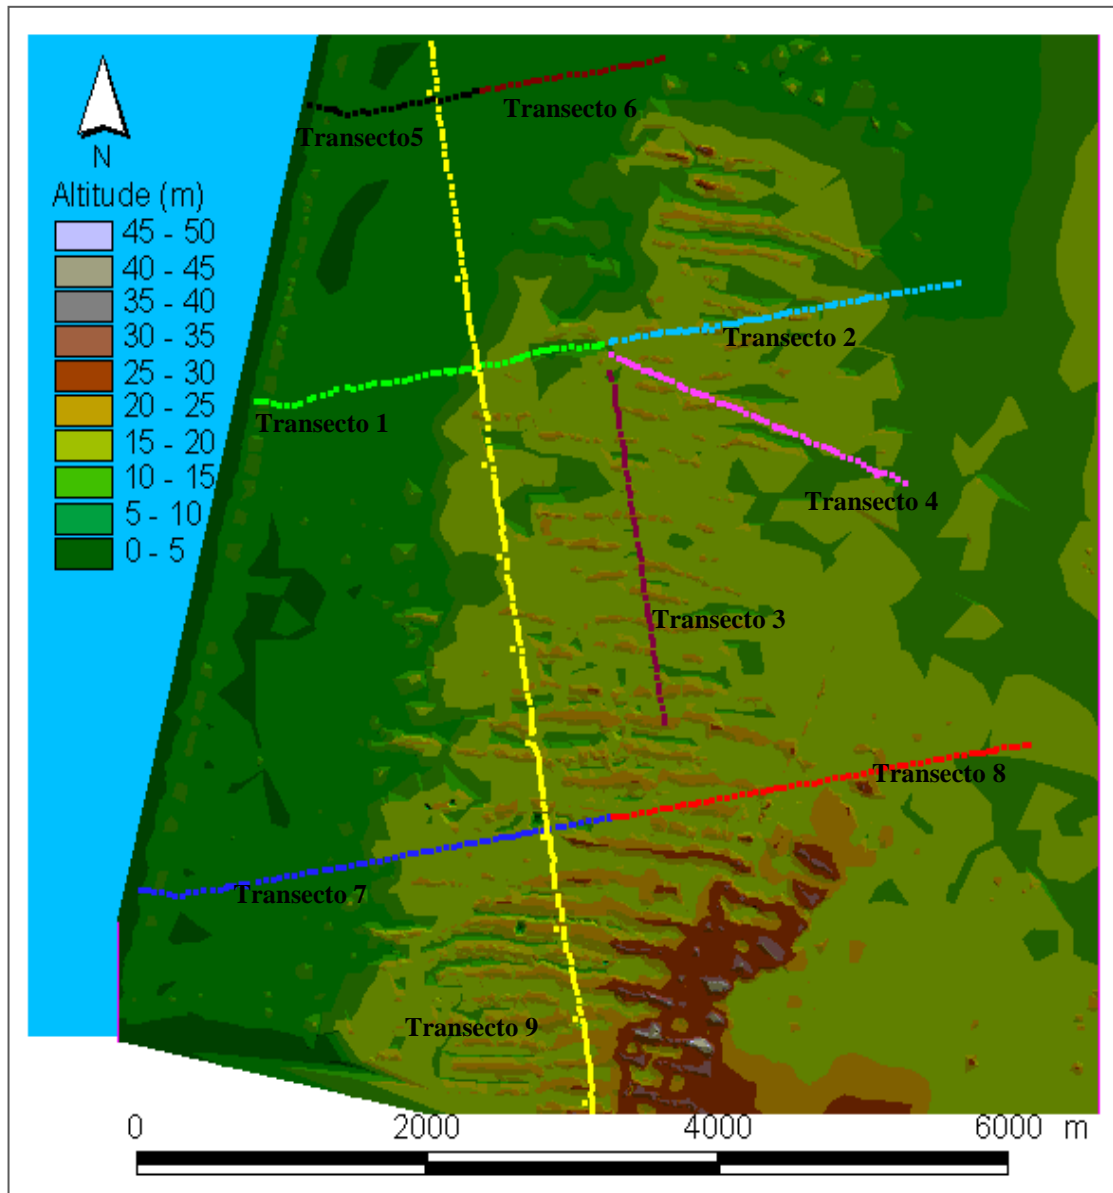 Transecto5
Transecto 6
N
Altitude (m)
45 - 50
40 - 45
35 - 40
30 - 35
25 - 30
20 - 25
15 - 20
10 - 15
5 - 10
0 - 5
Transecto 2
Transecto 1
Transecto 4
Transecto 3
Transecto 8
Transecto 7
Transecto 9
0 2000 4000 6000 m